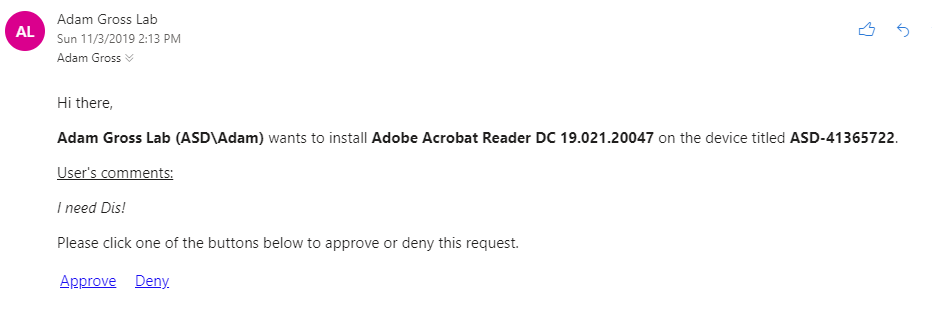 AL
Adam Gross Lab
Sun 11/3/2019 2:13 PM
Adam Gross
Hi there,
Adam Gross Lab (ASD\Adam) wants to install Adobe Acrobat Reader DC 19.021.20047 on the device titled ASD-41365722.
User's comments:
I need Dis!
Please click one of the buttons below to approve or deny this request.
Approve Deny